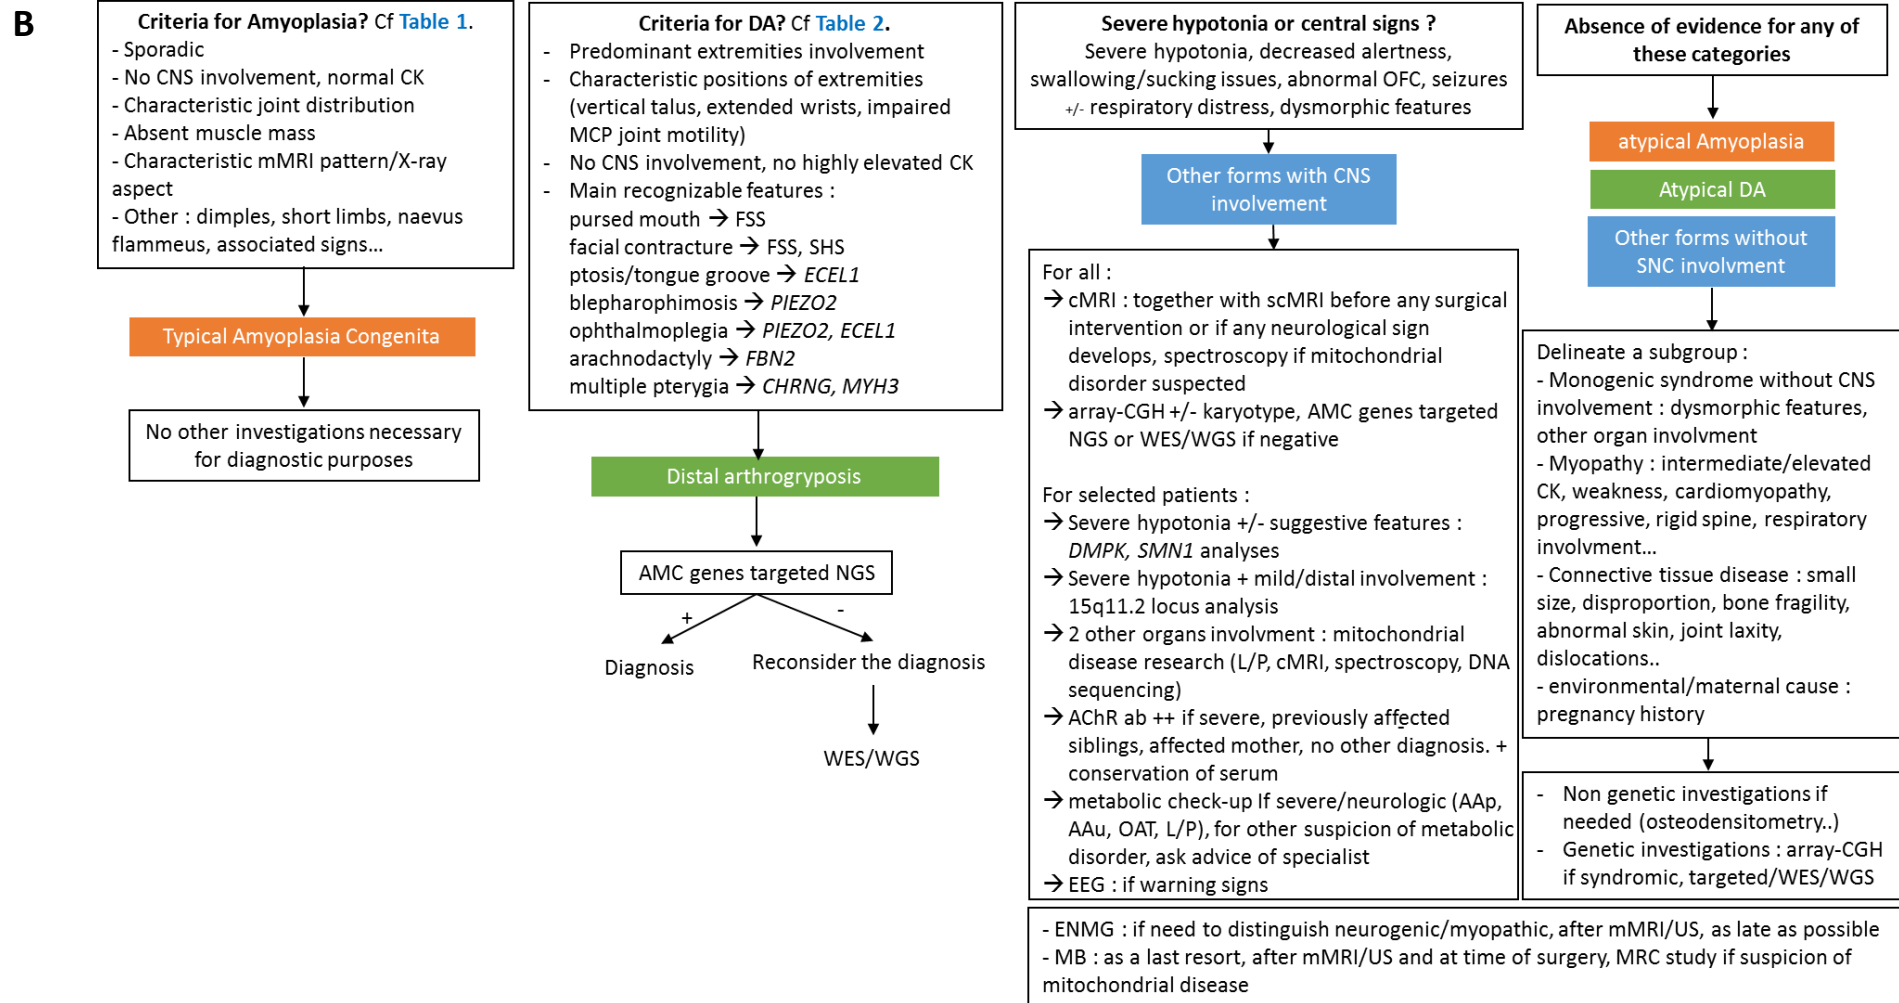 B
Criteria for Amyoplasia? Cf Table 1.
- Sporadic
- No CNS involvement, normal CK
- Characteristic joint distribution
- Absent muscle mass
- Characteristic mMRI pattern/X-ray
aspect
- Other : dimples, short limbs, naevus
flammeus, associated signs...
Typical Amyoplasia Congenita
No other investigations necessary
for diagnostic purposes
Criteria for DA? Cf Table 2.
- Predominant extremities involvement
- Characteristic positions of extremities
(vertical talus, extended wrists, impaired
MCP joint motility)
- No CNS involvement, no highly elevated CK
- Main recognizable features :
pursed mouth → FSS
facial contracture → FSS, SHS
ptosis/tongue groove → ECEL1
blepharophimosis → PIEZO2
ophthalmoplegia → PIEZO2, ECEL1
arachnodactyly → FBN2
multiple pterygia → CHRNG, MYH3
Distal arthrogryposis
AMC genes targeted NGS
+ -
Diagnosis
Reconsider the diagnosis
WES/WGS
Severe hypotonia or central signs ?
Severe hypotonia, decreased alertness,
swallowing/sucking issues, abnormal OFC, seizures
+/- respiratory distress, dysmorphic features
Other forms with CNS
involvement
For all :
→ cMRI : together with scMRI before any surgical
intervention or if any neurological sign
develops, spectroscopy if mitochondrial
disorder suspected
→ array-CGH +/- karyotype, AMC genes targeted
NGS or WES/WGS if negative
For selected patients :
→ Severe hypotonia +/- suggestive features :
DMPK, SMN1 analyses
→ Severe hypotonia + mild/distal involvement :
15q11.2 locus analysis
→ 2 other organs involvment : mitochondrial
disease research (L/P, cMRI, spectroscopy, DNA
sequencing)
→ AChR ab ++ if severe, previously affected
siblings, affected mother, no other diagnosis. +
conservation of serum
→ metabolic check-up If severe/neurologic (AAp,
AAu, OAT, L/P), for other suspicion of metabolic
disorder, ask advice of specialist
→ EEG : if warning signs
Absence of evidence for any of
these categories
atypical Amyoplasia
Atypical DA
Other forms without
SNC involvment
Delineate a subgroup :
- Monogenic syndrome without CNS
involvement : dysmorphic features,
other organ involvment
- Myopathy : intermediate/elevated
CK, weakness, cardiomyopathy,
progressive, rigid spine, respiratory
involvment...
- Connective tissue disease : small
size, disproportion, bone fragility,
abnormal skin, joint laxity,
dislocations..
- environmental/maternal cause :
pregnancy history
- Non genetic investigations if
needed (osteodensitometry..)
- Genetic investigations : array-CGH
if syndromic, targeted/WES/WGS
- ENMG : if need to distinguish neurogenic/myopathic, after mMRI/US, as late as possible
- MB : as a last resort, after mMRI/US and at time of surgery, MRC study if suspicion of
mitochondrial disease